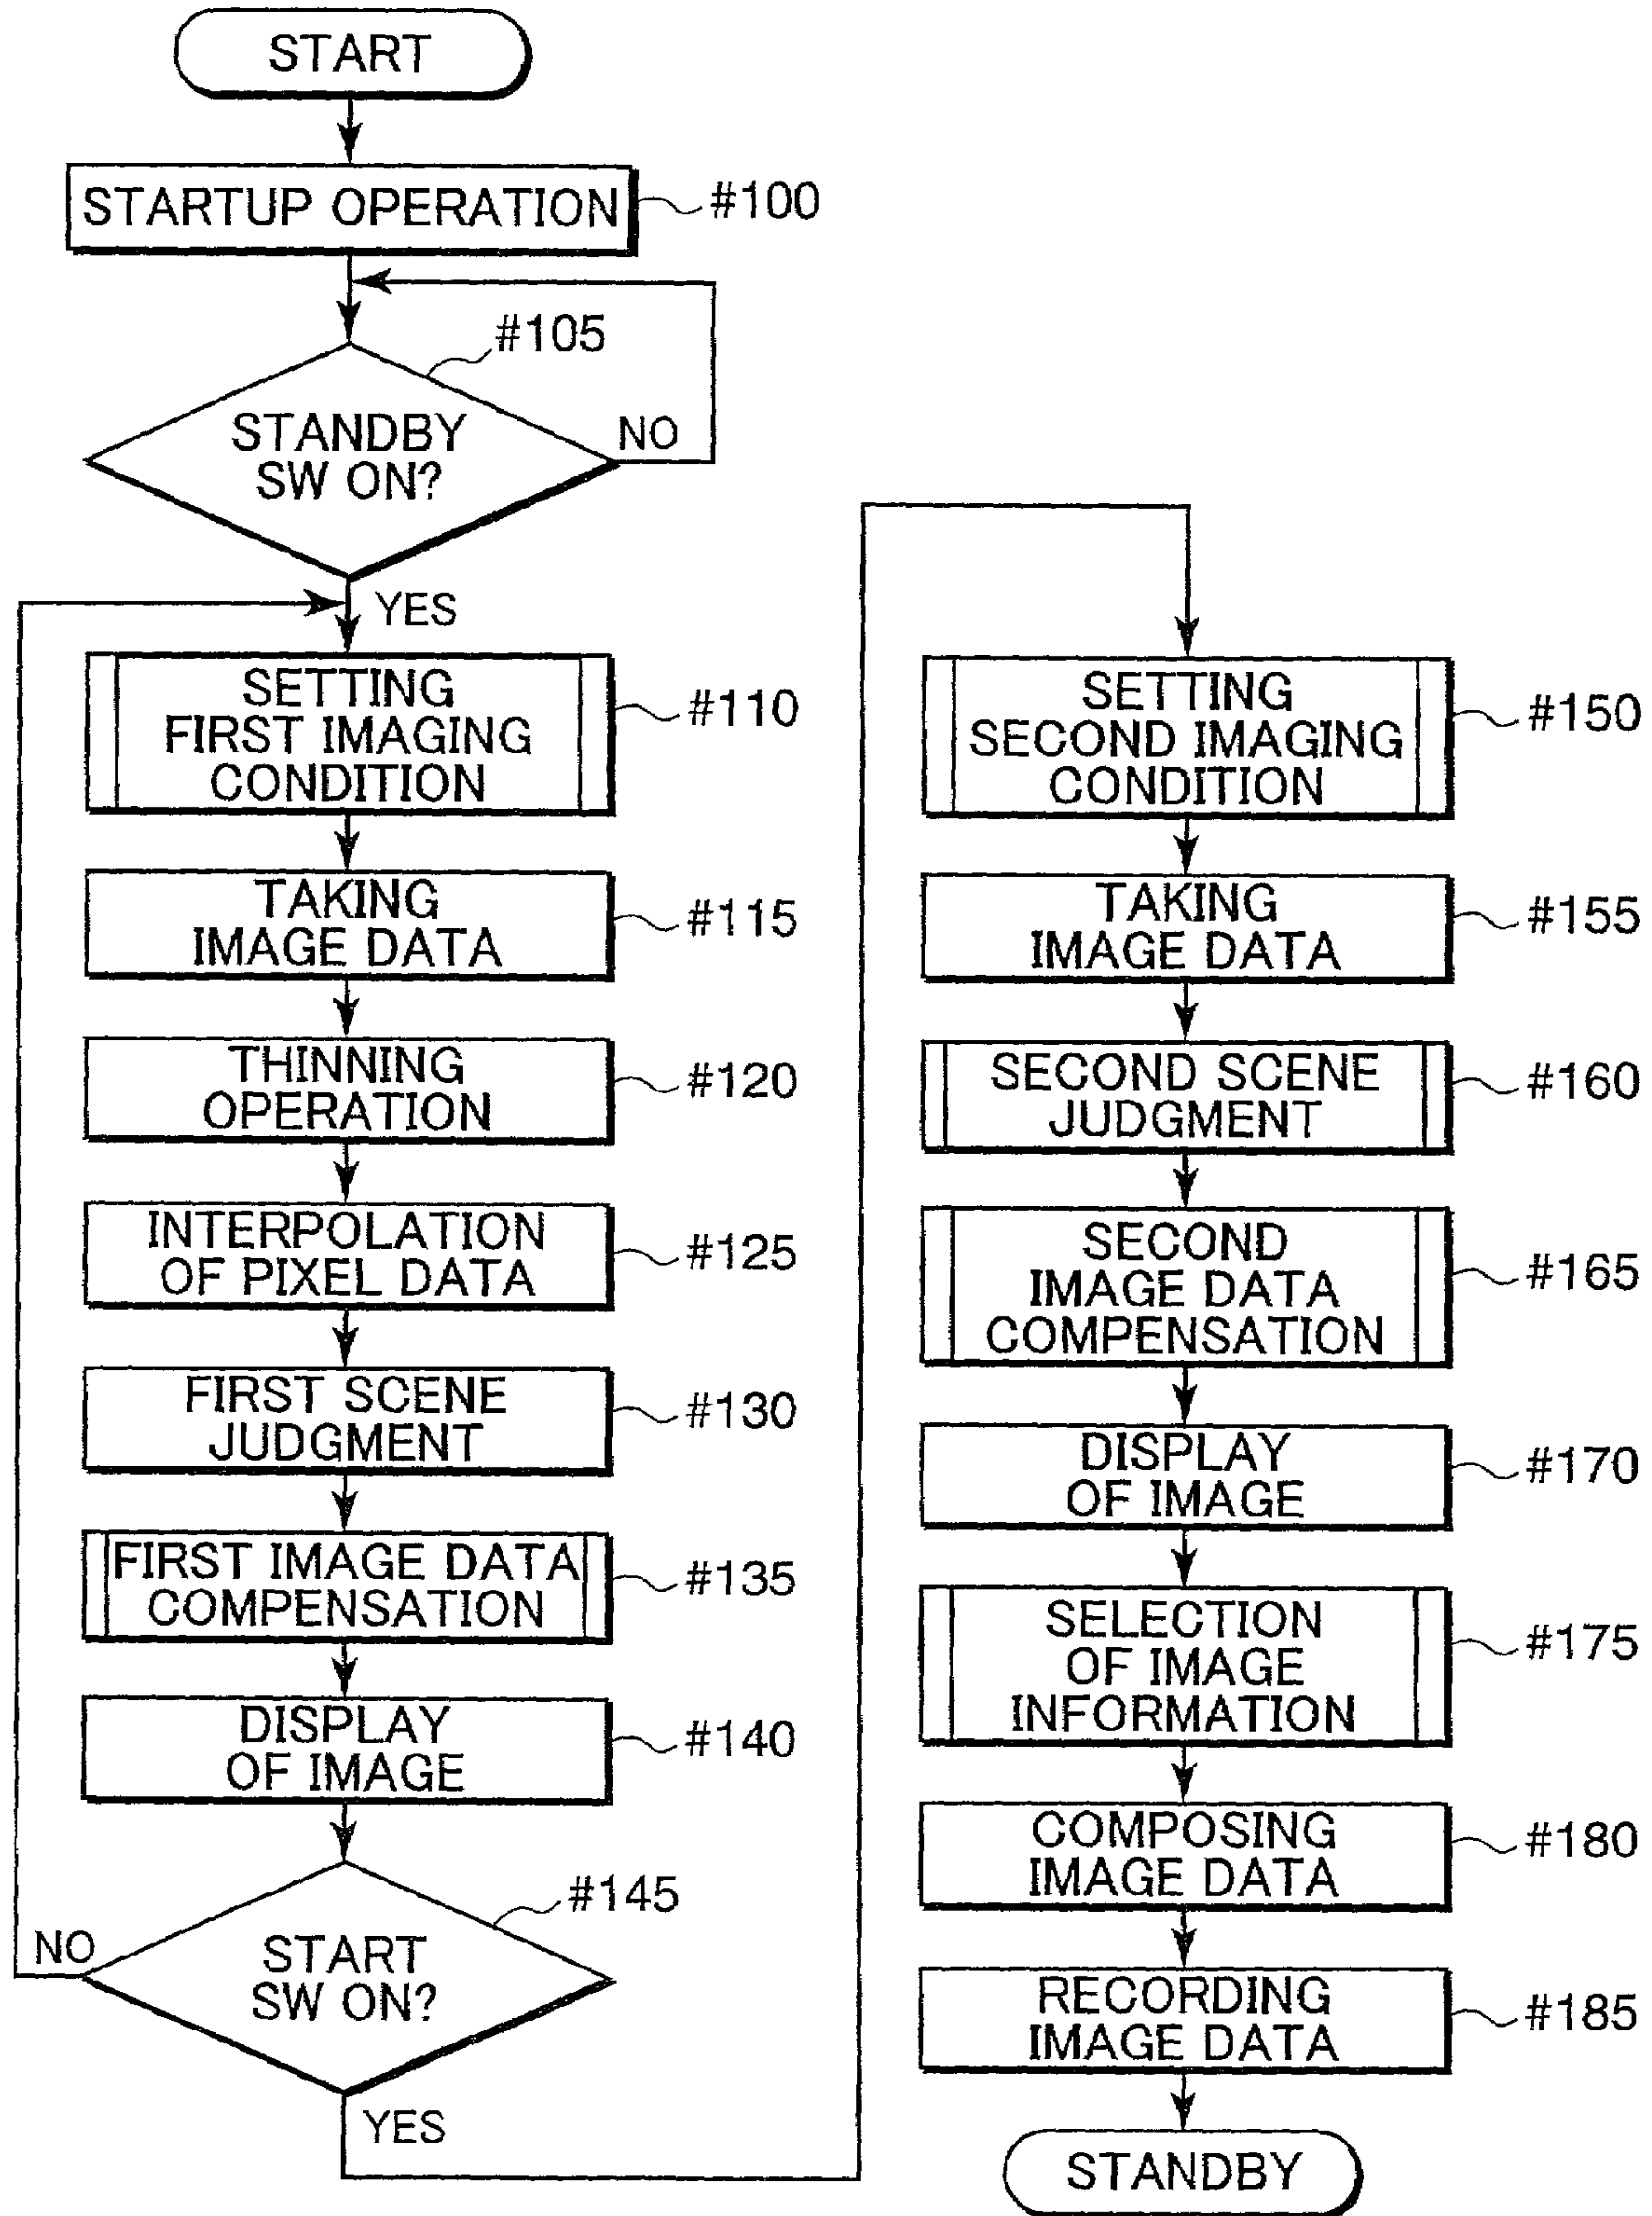 START
STARTUP OPERATION
#100
#105
STANDBY
SW ON?
NO
YES
SETTING
FIRST IMAGING
CONDITION
#110
TAKING
IMAGE DATA
#115
THINNING
OPERATION
#120
INTERPOLATION
OF PIXEL DATA
#125
FIRST SCENE
JUDGMENT
#130
FIRST IMAGE DATA
COMPENSATION
#135
DISPLAY
OF IMAGE
#140
#145
START
SW ON?
NO
YES
SETTING
SECOND IMAGING
CONDITION
#150
TAKING
IMAGE DATA
#155
SECOND SCENE
JUDGMENT
#160
SECOND
IMAGE DATA
COMPENSATION
#165
DISPLAY
OF IMAGE
#170
SELECTION
OF IMAGE
INFORMATION
#175
COMPOSING
IMAGE DATA
#180
RECORDING
IMAGE DATA
#185
STANDBY